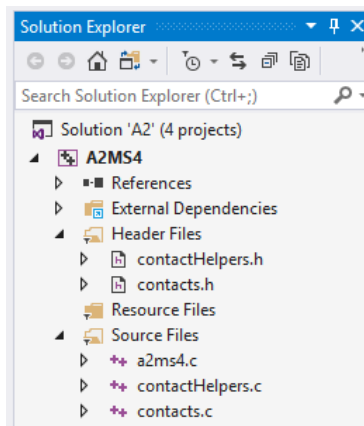 Solution Explorer
Search Solution Explorer (Ctrl+;)
Solution 'A2' (4 projects)
A2MS4
References
External Dependencies
Header Files
contactHelpers.h
contacts.h
Resource Files
Source Files
a2ms4.c
contactHelpers.c
contacts.c